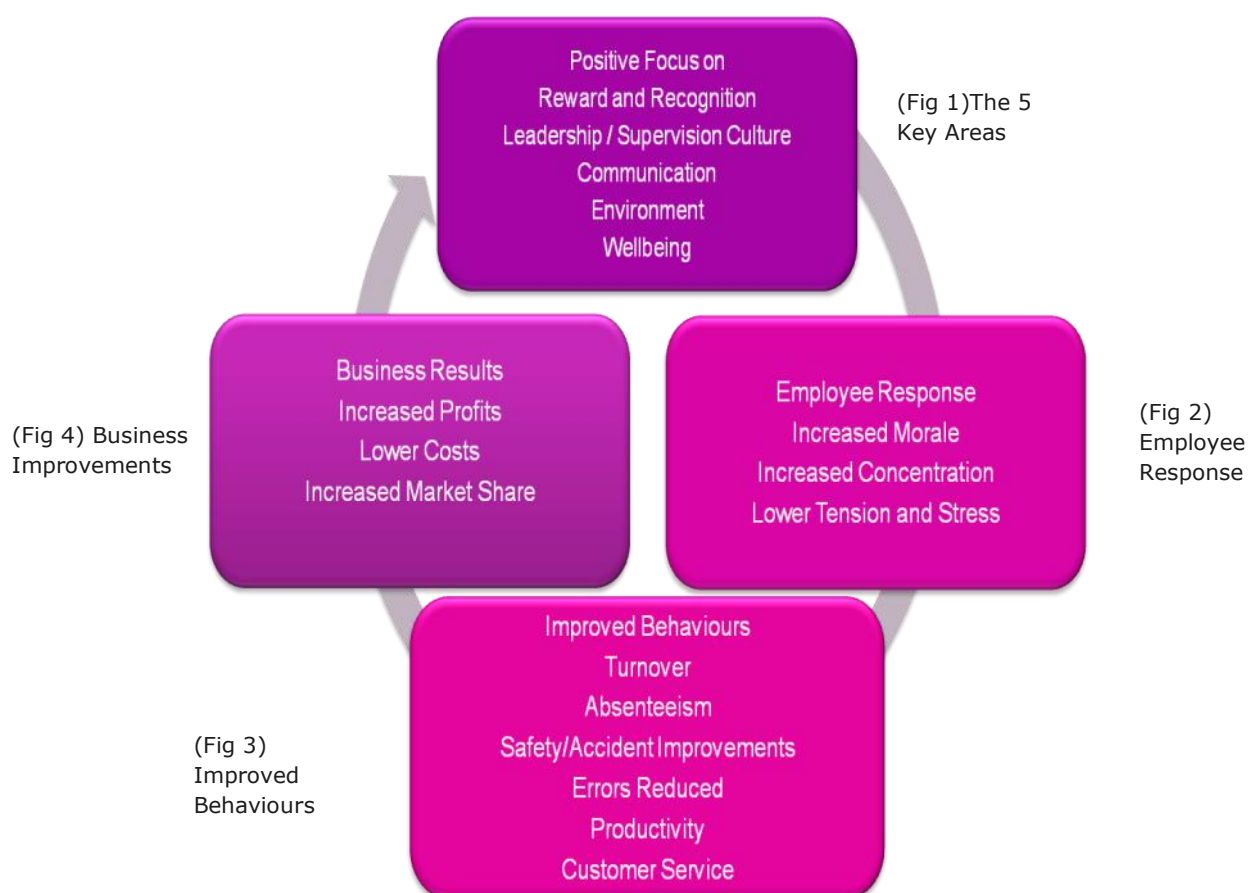 Positive Focus on
Reward and Recognition
Leadership / Supervision Culture
Communication
Environment
Wellbeing
(Fig 1)The 5
Key Areas
Employee Response
Increased Morale
Increased Concentration
Lower Tension and Stress
(Fig 2)
Employee
Response
Improved Behaviours
Turnover
Absenteeism
Safety/Accident Improvements
Errors Reduced
Productivity
Customer Service
(Fig 3)
Improved
Behaviours
Business Results
Increased Profits
Lower Costs
Increased Market Share
(Fig 4) Business
Improvements